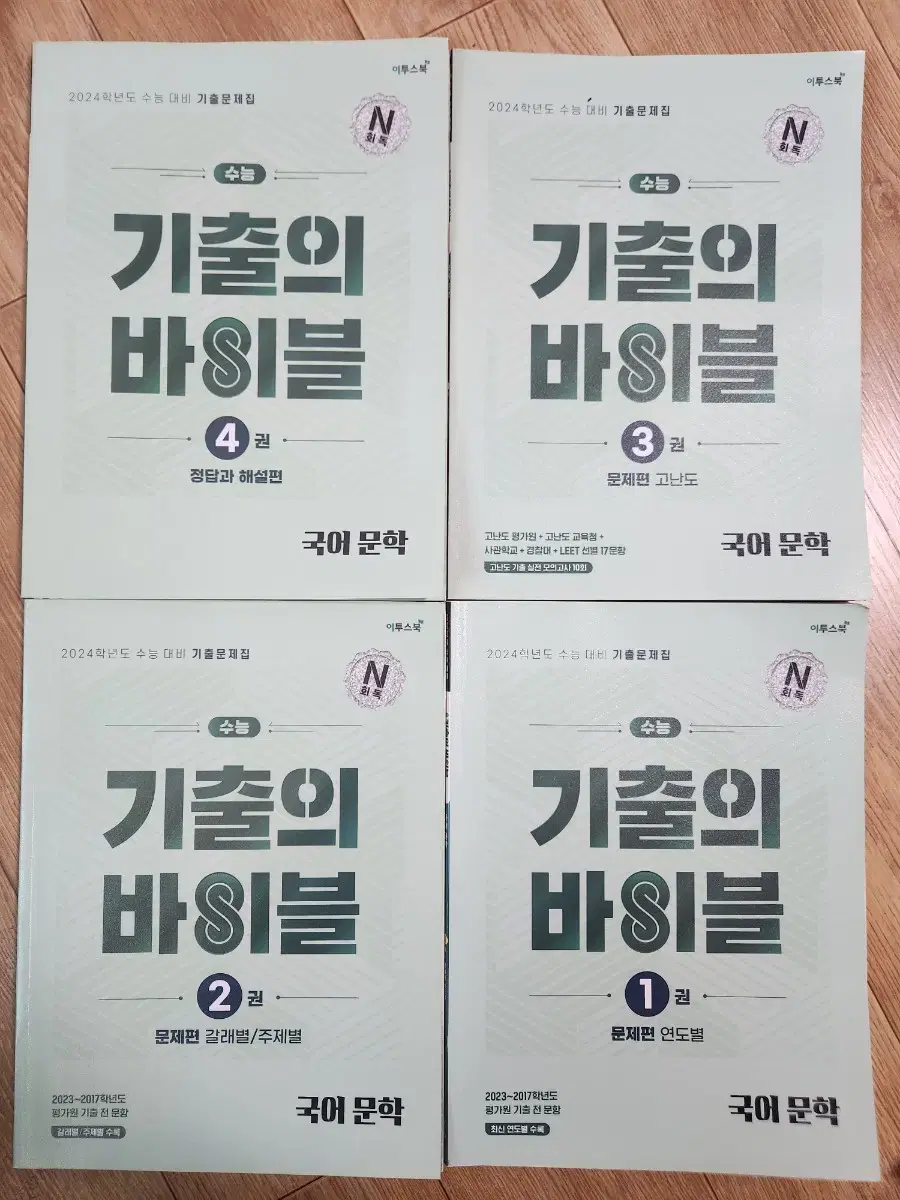 이투스북
2024학년도 수능 대비 기출문제집
N
회독
수능
기출의
바이블
4권
정답과 해설편
국어 문학
이투스북
2024학년도 수능 대비 기출문제집
N
회독
수능
기출의
바이블
3권
문제편 고난도
고난도 평가원 + 고난도 교육청 +
사관학교 + 경찰대 + LEET 선별 17문항
고난도 기출 실전 모의고사 10회
국어 문학
이투스북
2024학년도 수능 대비 기출문제집
N
회독
수능
기출의
바이블
2권
문제편 갈래별/주제별
2023~2017학년도
평가원 기출 전 문항
갈래별/주제별 수록
국어 문학
이투스북
2024학년도 수능 대비 기출문제집
N
회독
수능
기출의
바이블
1권
문제편 연도별
2023~2017학년도
평가원 기출 전 문항
최신 연도별 수록
국어 문학